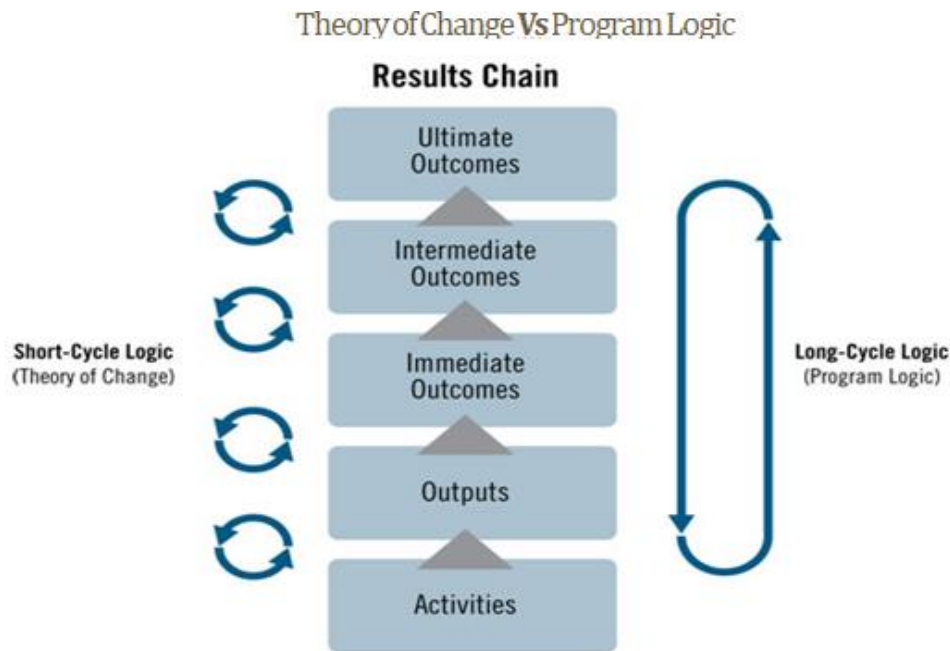 Theory of Change Vs Program Logic
Results Chain
Ultimate
Outcomes
Intermediate
Outcomes
Immediate
Outcomes
Outputs
Activities
Short-Cycle Logic
(Theory of Change)
Long-Cycle Logic
(Program Logic)